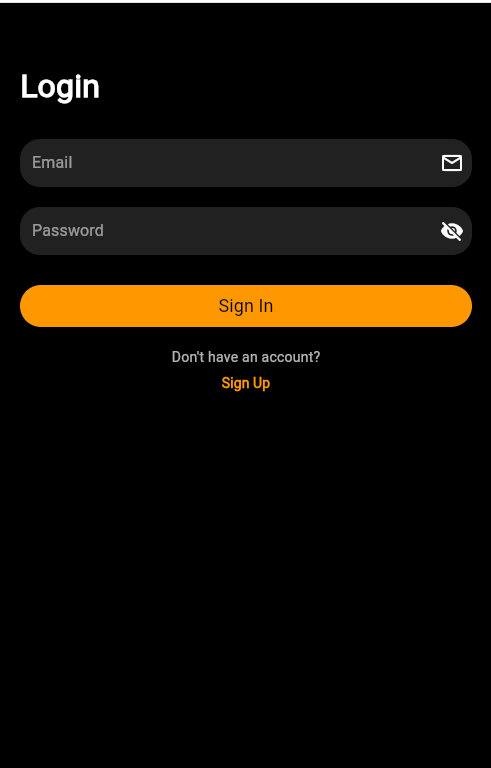 Login
Email
Password
Sign In
Don't have an account?
Sign Up